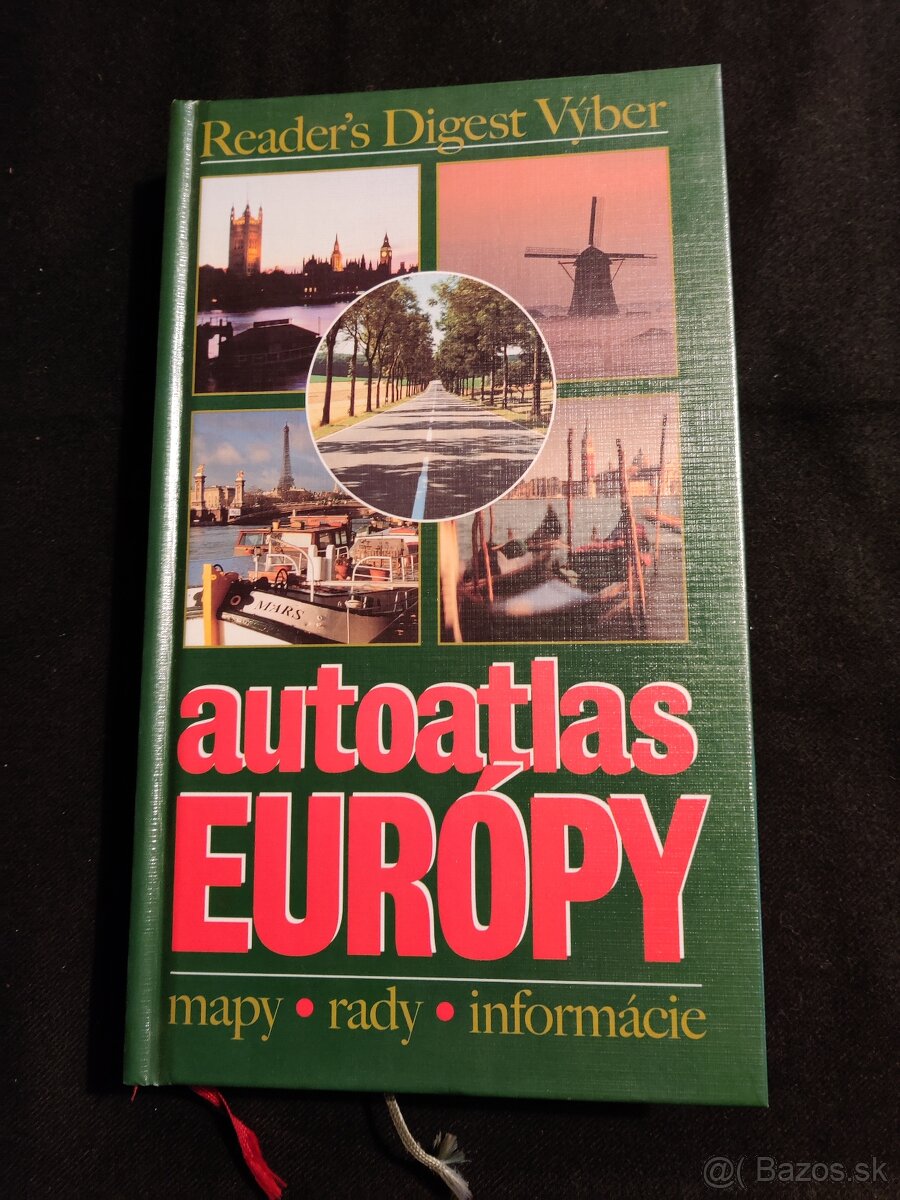 Reader's Digest Výber
MARS
autoatlas
EURÓPY
mapy • rady • informácie
@( Bazos.sk